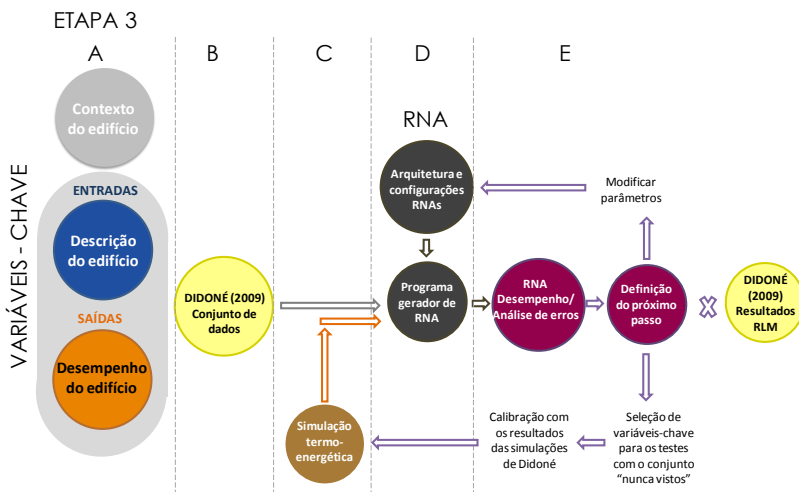 ETAPA 3
A
B
C
D
E
VARIÁVEIS - CHAVE
Contexto
do edifício
ENTRADAS
Descrição
do edifício
SAÍDAS
Desempenho
do edifício
DIDONÉ (2009)
Conjunto de
dados
Simulação
termo-
energética
RNA
Arquitetura e
configurações
RNAs
Programa
gerador de
RNA
RNA
Desempenho/
Análise de erros
Modificar
parâmetros
Definição
do próximo
passo
DIDONÉ
(2009)
Resultados
RLM
Calibração com
os resultados
das simulações
de Didoné
Seleção de
variáveis-chave
para os testes
com o conjunto
“nunca vistos”